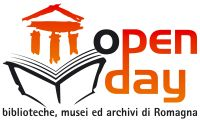 open
day
biblioteche, musei ed archivi di Romagna